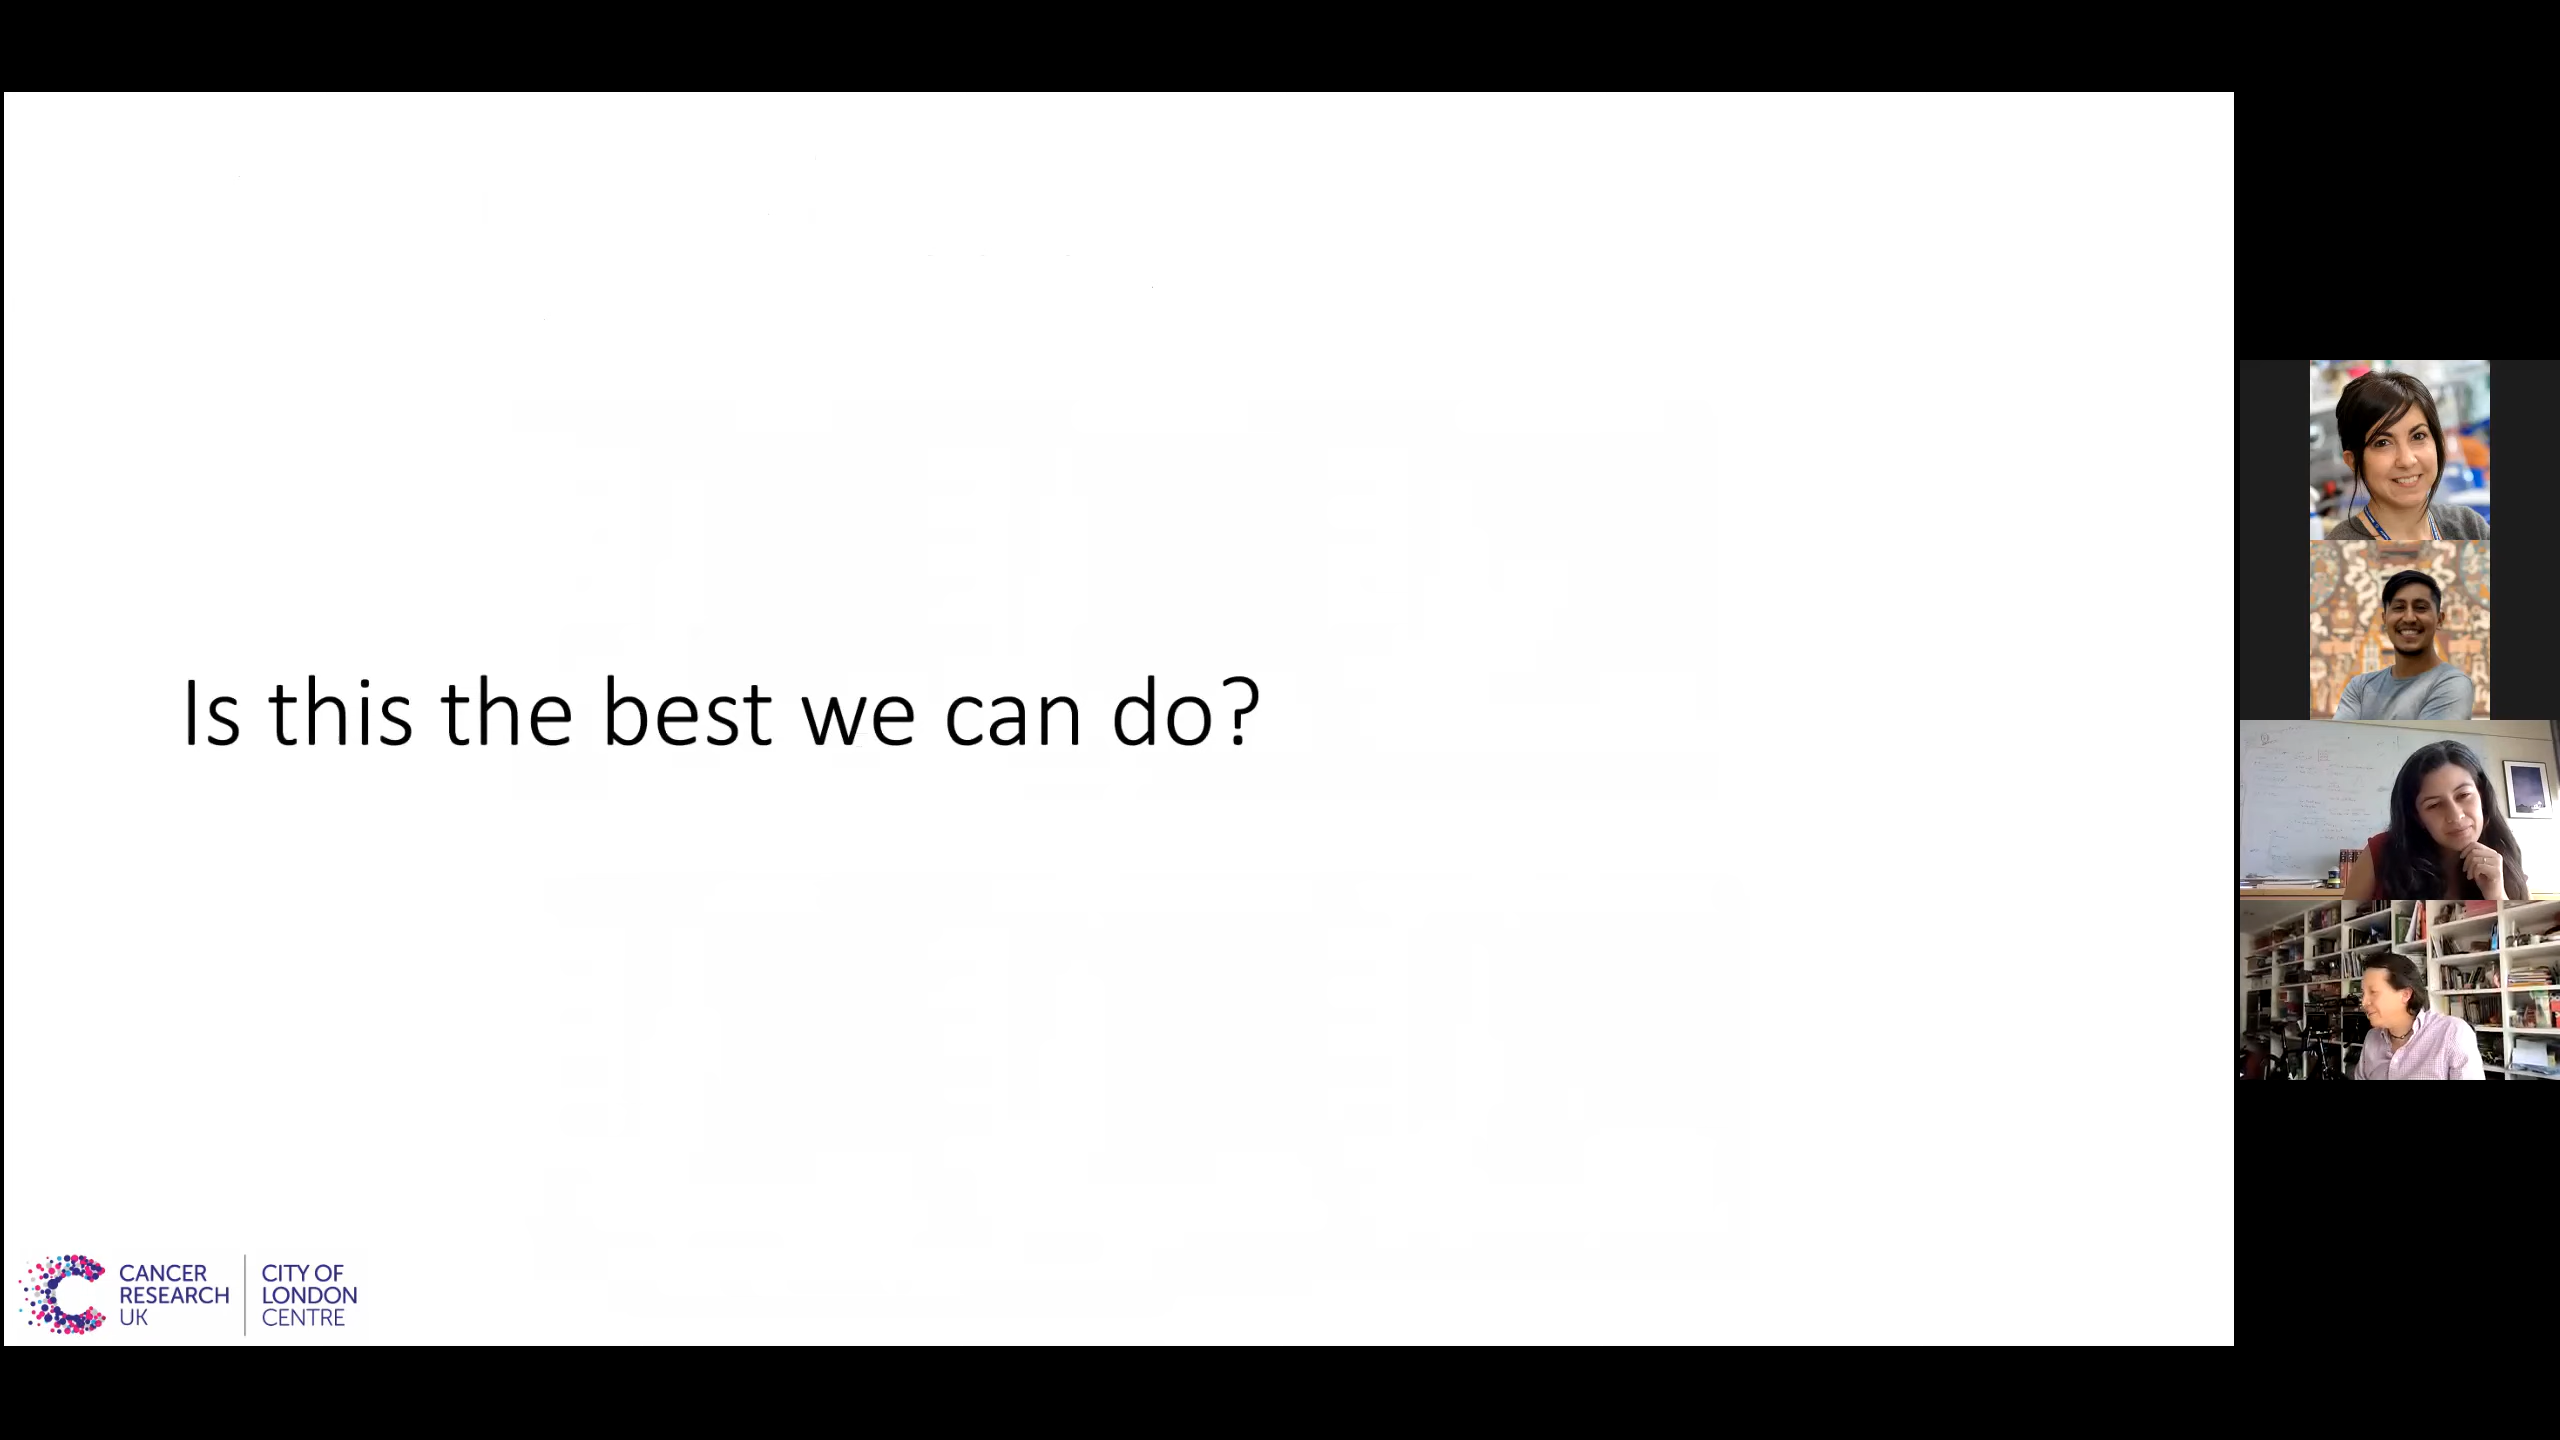 Is this the best we can do?
CANCER
RESEARCH
UK
CITY OF
LONDON
CENTRE